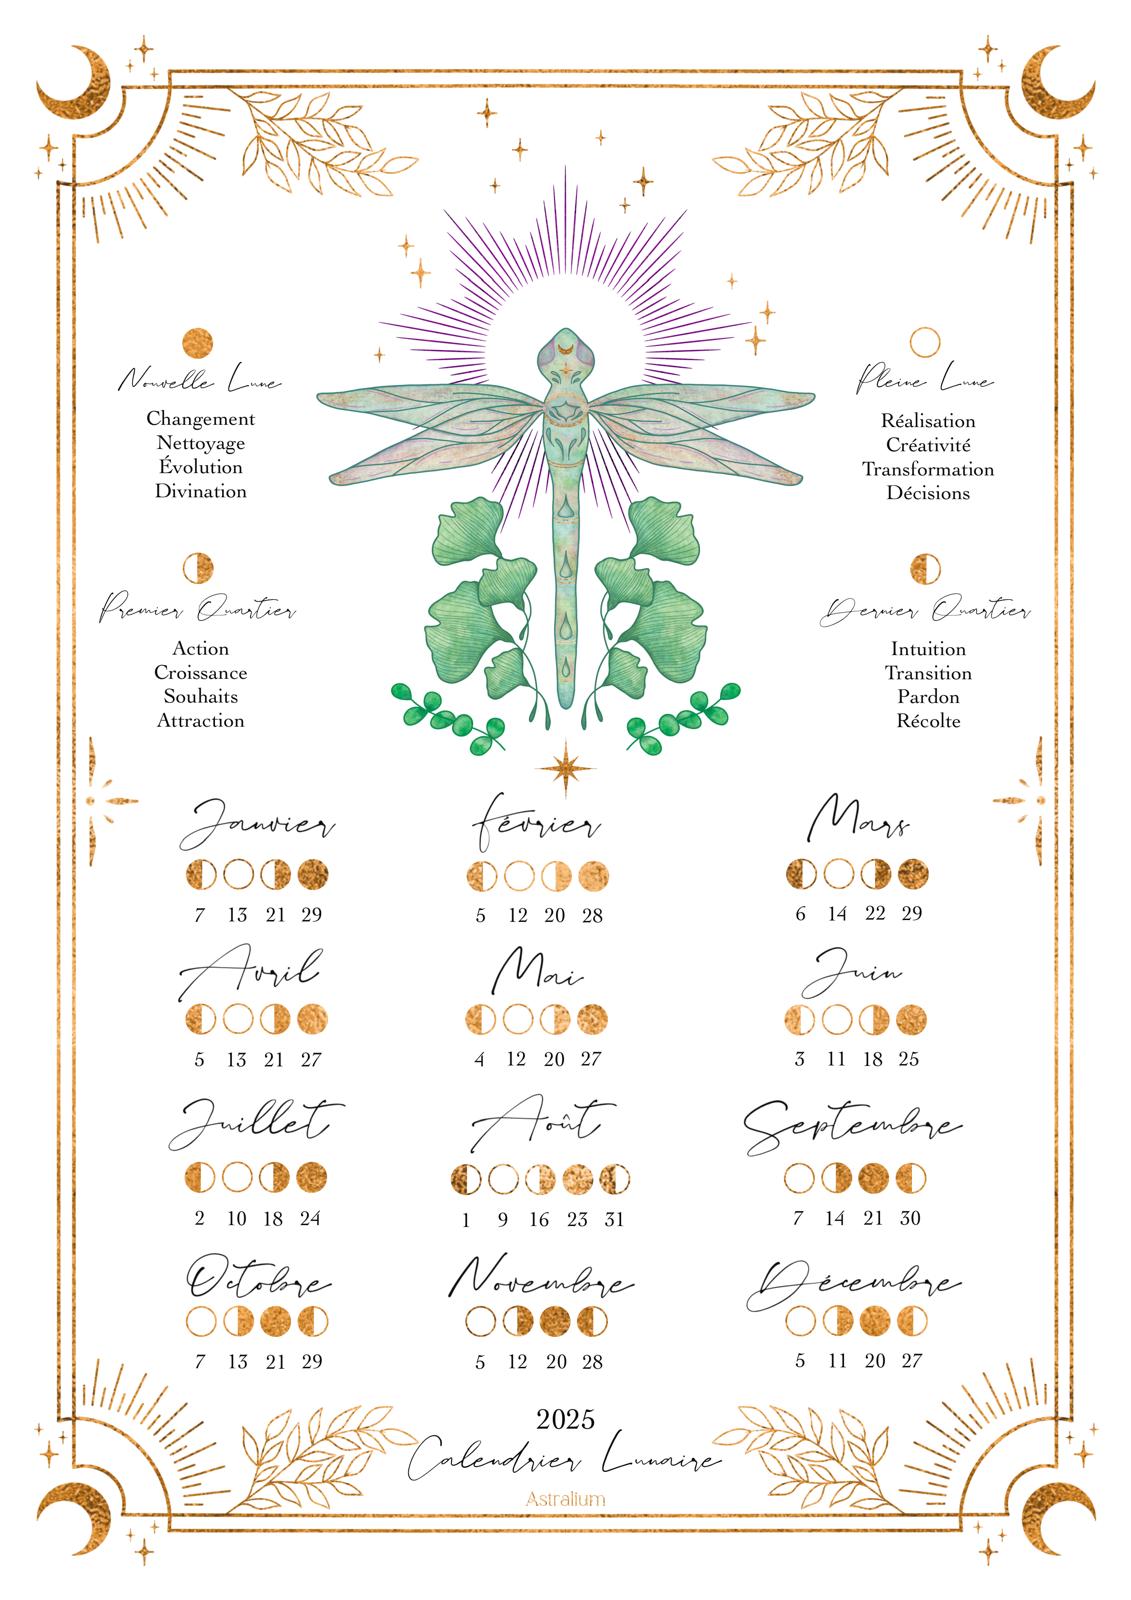 Nouvelle Lune
Changement
Nettoyage
Évolution
Divination
Pleine Lune
Réalisation
Créativité
Transformation
Décisions
Premier Quartier
Action
Croissance
Souhaits
Attraction
Dernier Quartier
Intuition
Transition
Pardon
Récolte
Janvier
7 13 21 29
Février
5 12 20 28
Mars
6 14 22 29
Avril
5 13 21 27
Mai
4 12 20 27
Juin
3 11 18 25
Juillet
2 10 18 24
Août
1 9 16 23 31
Septembre
7 14 21 30
Octobre
7 13 21 29
Novembre
5 12 20 28
Décembre
5 11 20 27
2025
Calendrier Lunaire
Astralium